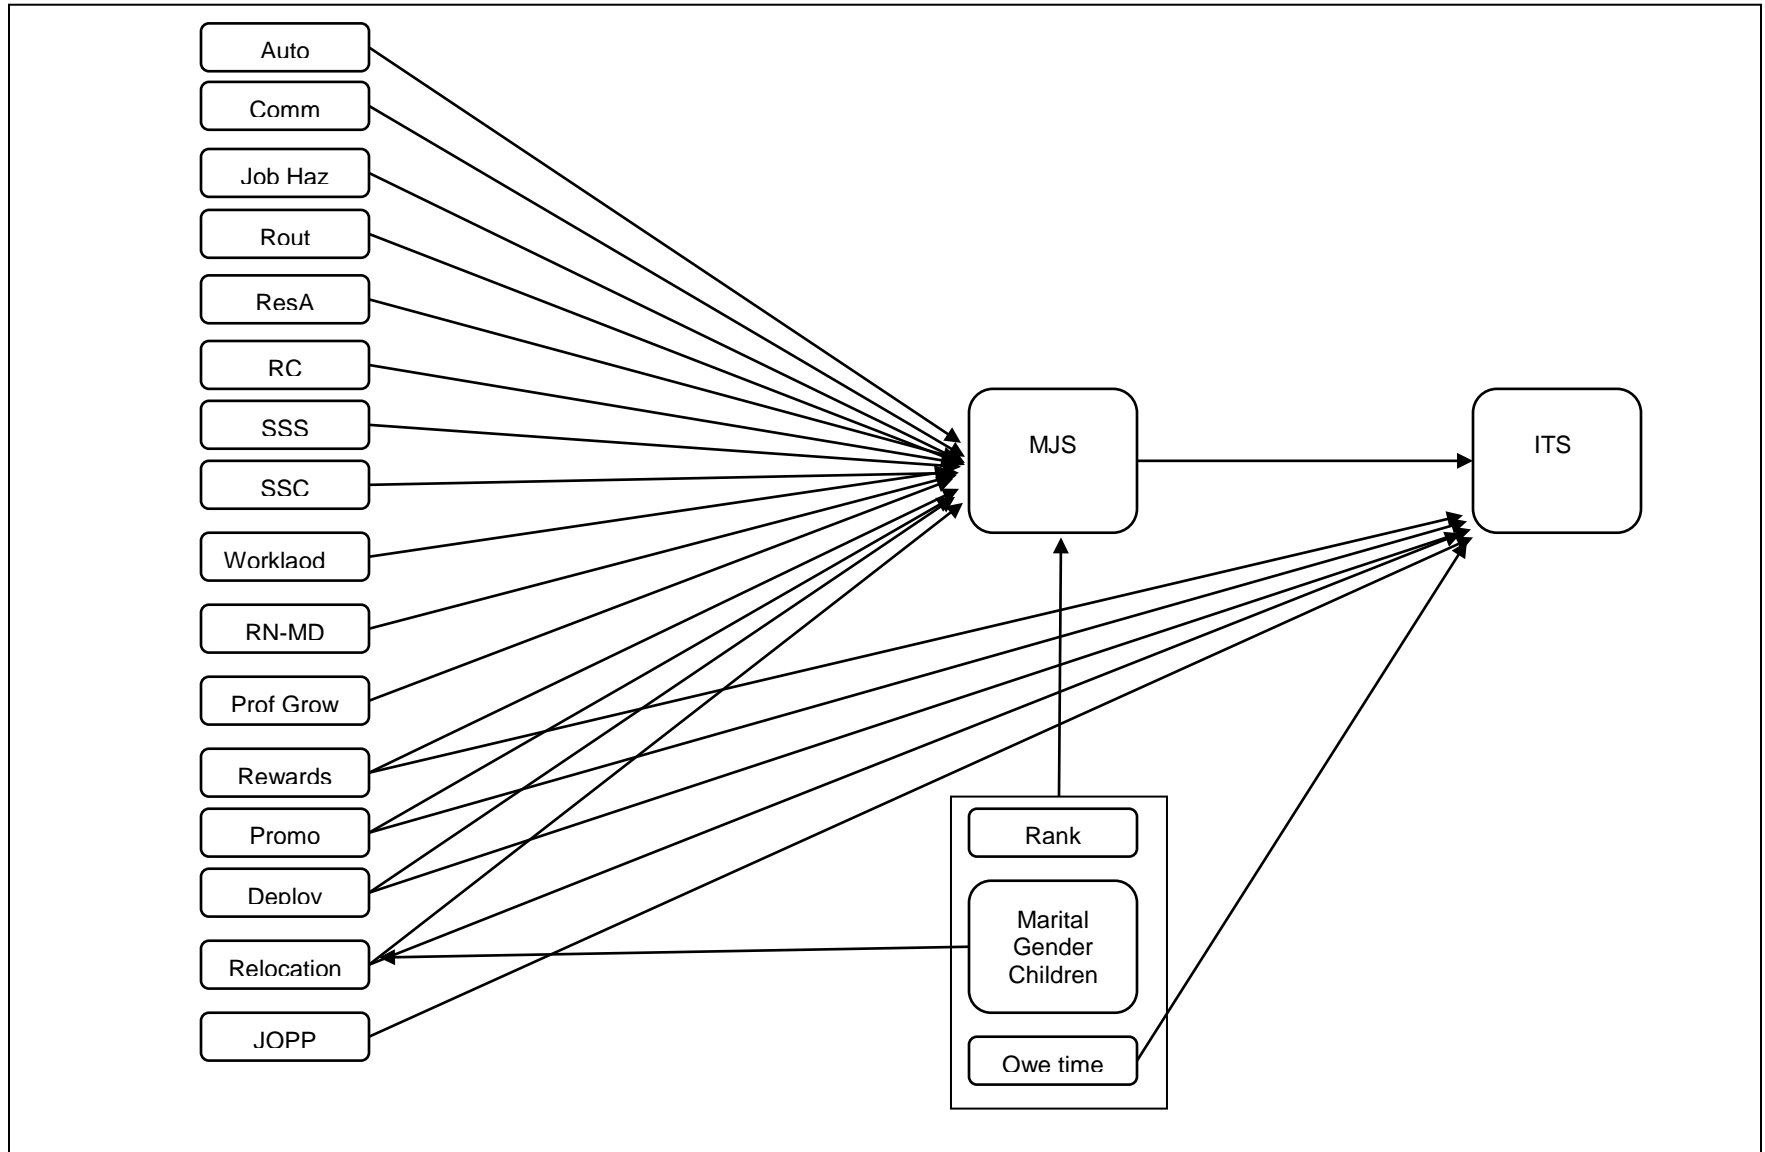 Auto
Comm
Job Haz
Rout
ResA
RC
SSS
SSC
Worklaod
RN-MD
Prof Grow
Rewards
Promo
Deploy
Relocation
JOPP
MJS
ITS
Rank
Marital
Gender
Children
Owe time